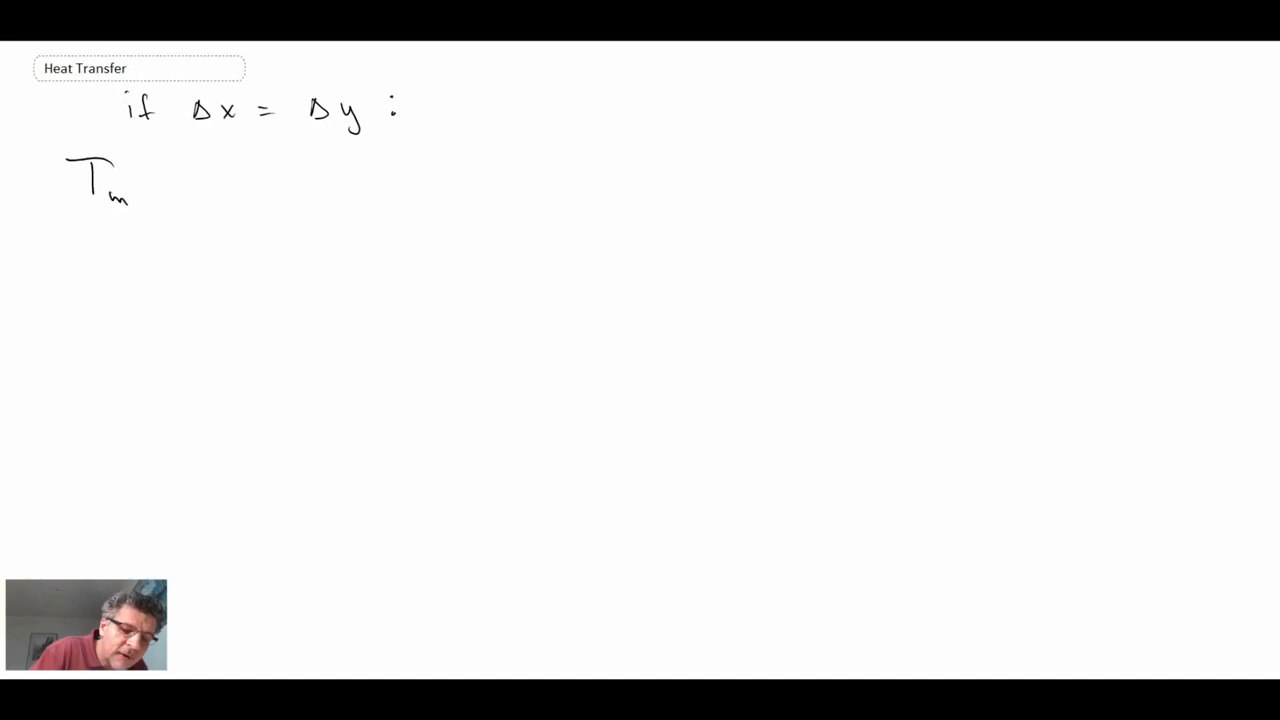 Heat Transfer
if Δx = Δy :
Tₘ